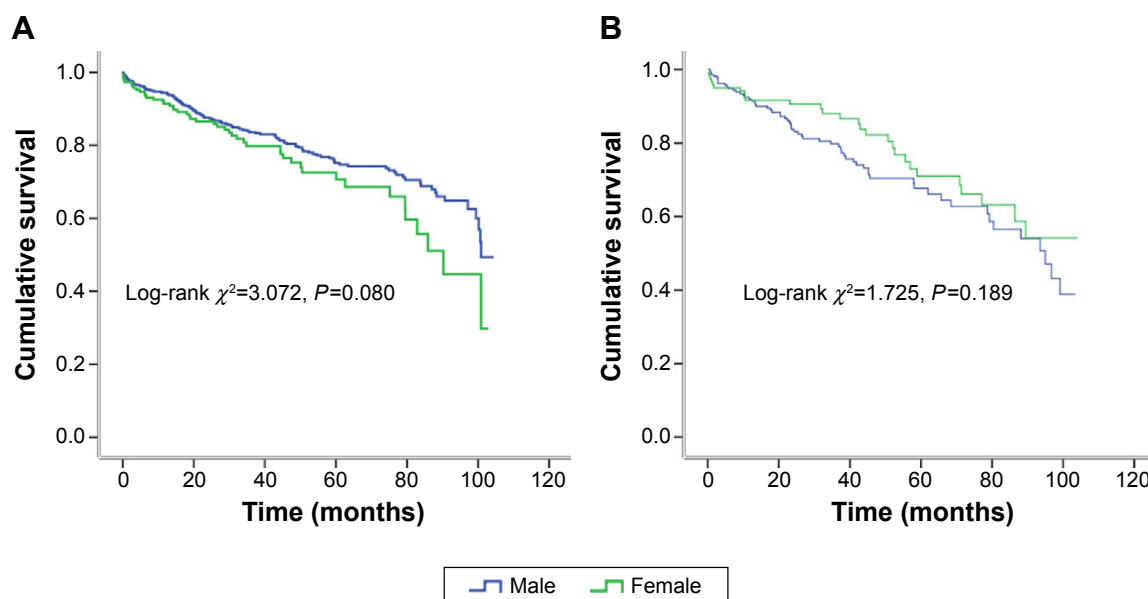 A
Cumulative survival
1.0
0.8
0.6
0.4
0.2
0.0
Log-rank χ²=3.072, P=0.080
0 20 40 60 80 100 120
Time (months)
B
Cumulative survival
1.0
0.8
0.6
0.4
0.2
0.0
Log-rank χ²=1.725, P=0.189
0 20 40 60 80 100 120
Time (months)
Male Female